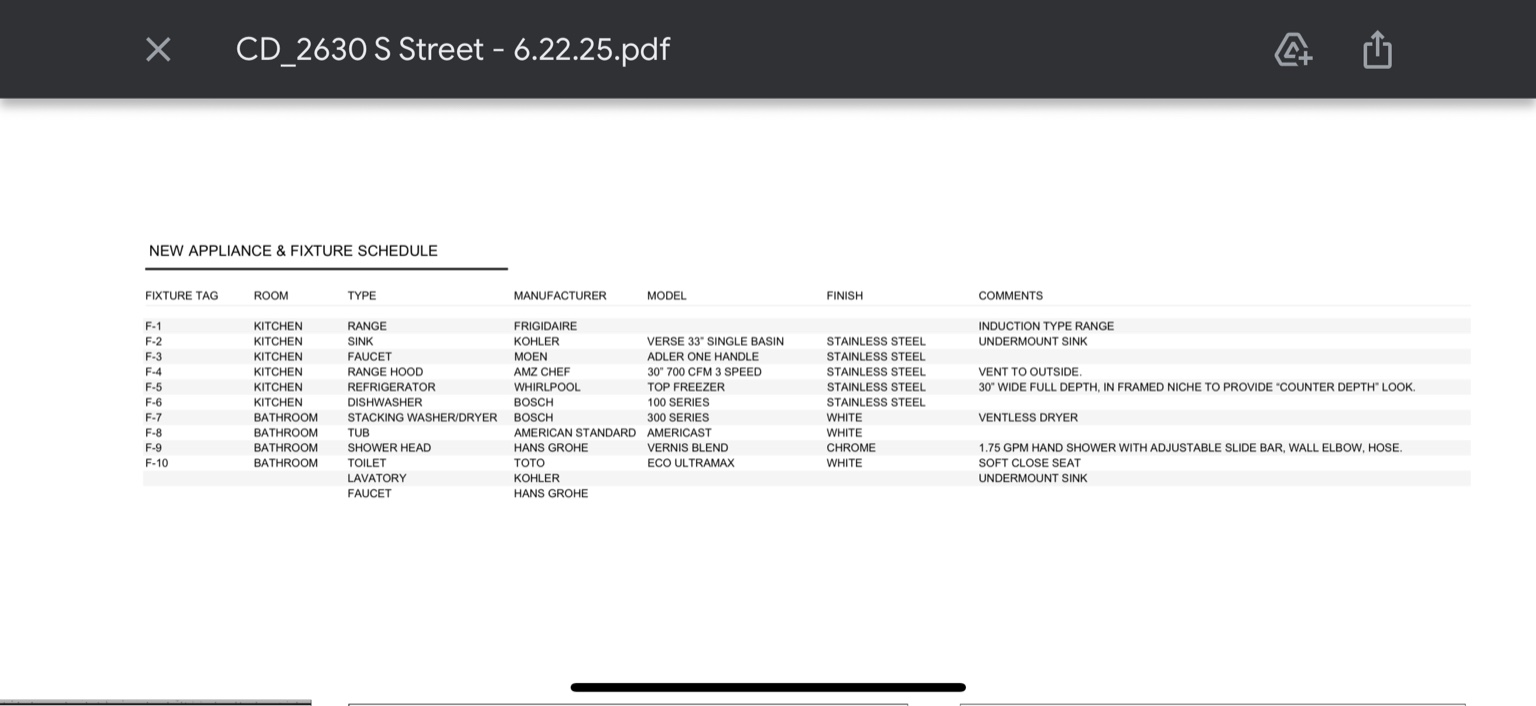 CD_2630 S Street - 6.22.25.pdf
NEW APPLIANCE & FIXTURE SCHEDULE
FIXTURE TAG ROOM TYPE MANUFACTURER MODEL FINISH COMMENTS
F-1 KITCHEN RANGE FRIGIDAIRE INDUCTION TYPE RANGE
F-2 KITCHEN SINK KOHLER VERSE 33" SINGLE BASIN STAINLESS STEEL UNDERMOUNT SINK
F-3 KITCHEN FAUCET MOEN ADLER ONE HANDLE STAINLESS STEEL
F-4 KITCHEN RANGE HOOD AMZ CHEF 30" 700 CFM 3 SPEED STAINLESS STEEL VENT TO OUTSIDE.
F-5 KITCHEN REFRIGERATOR WHIRLPOOL TOP FREEZER STAINLESS STEEL 30" WIDE FULL DEPTH, IN FRAMED NICHE TO PROVIDE "COUNTER DEPTH" LOOK.
F-6 KITCHEN DISHWASHER BOSCH 100 SERIES STAINLESS STEEL
F-7 BATHROOM STACKING WASHER/DRYER BOSCH 300 SERIES WHITE VENTLESS DRYER
F-8 BATHROOM TUB AMERICAN STANDARD AMERICAST WHITE
F-9 BATHROOM SHOWER HEAD HANS GROHE VERNIS BLEND CHROME 1.75 GPM HAND SHOWER WITH ADJUSTABLE SLIDE BAR, WALL ELBOW, HOSE.
F-10 BATHROOM TOILET TOTO ECO ULTRAMAX WHITE SOFT CLOSE SEAT
LAVATORY KOHLER UNDERMOUNT SINK
FAUCET HANS GROHE